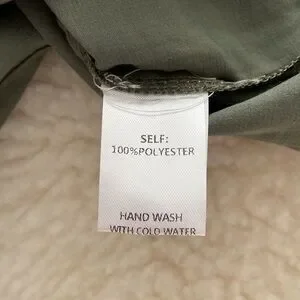 SELF:
100%POLYESTER
HAND WASH
WITH COLD WATER